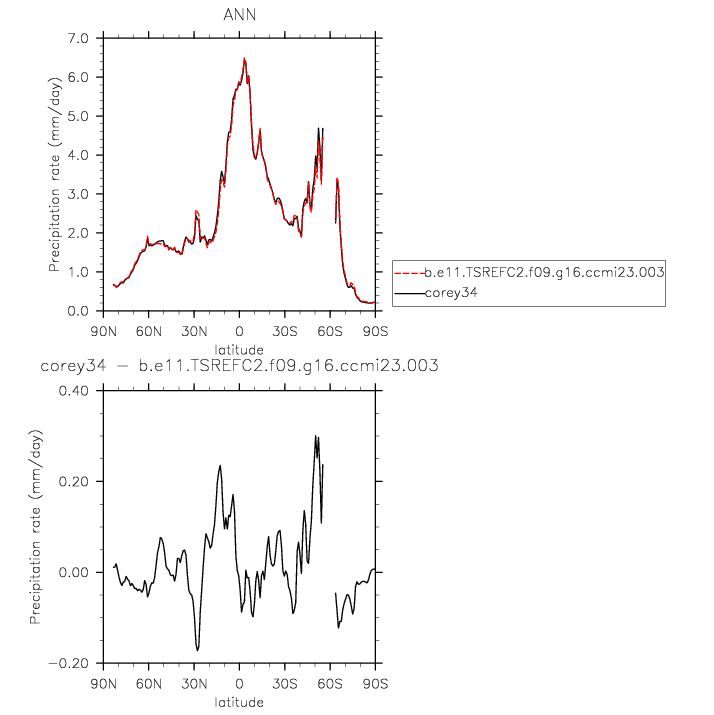 ANN
7.0
6.0
5.0
4.0
3.0
2.0
1.0
0.0
Precipitation rate (mm/day)
90N 60N 30N 0 30S 60S 90S
latitude
b.e11.TSREFC2.f09.g16.ccmi23.003
corey34
corey34 − b.e11.TSREFC2.f09.g16.ccmi23.003
0.40
0.20
0.00
−0.20
Precipitation rate (mm/day)
90N 60N 30N 0 30S 60S 90S
latitude